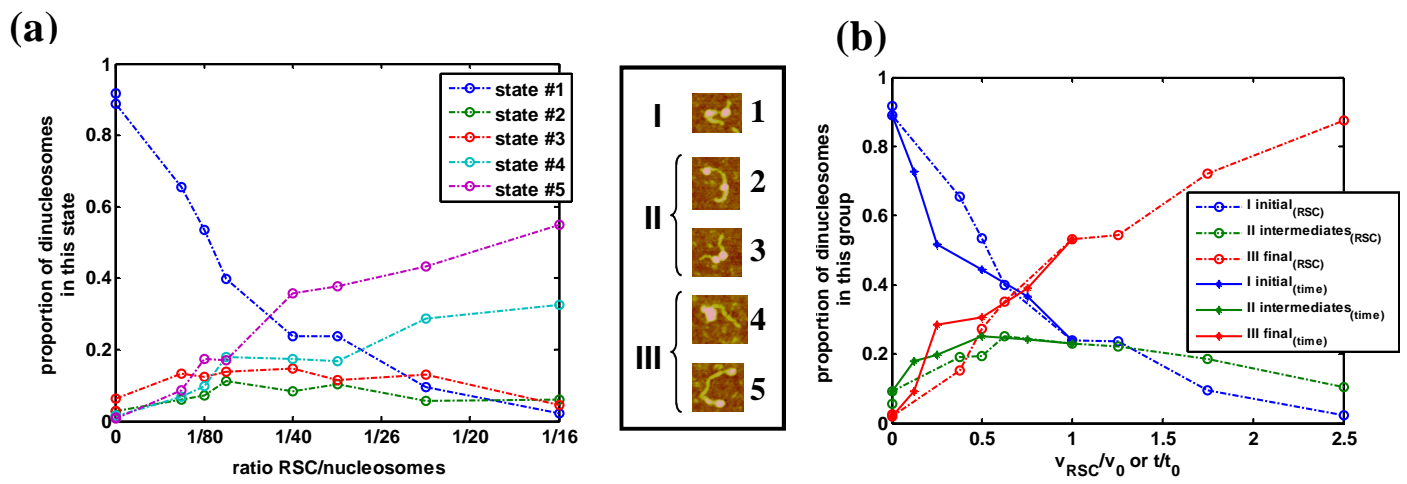 (a)
proportion of dinucleosomes
in this state
1
0.8
0.6
0.4
0.2
0
0
1/80
1/40
1/26
1/20
1/16
ratio RSC/nucleosomes
state #1
state #2
state #3
state #4
state #5
I
1
II
2
3
III
4
5
(b)
proportion of dinucleosomes
in this group
1
0.8
0.6
0.4
0.2
0
0
0.5
1
1.5
2
2.5
v_RSC/v_0 or t/t_0
I initial(RSC)
II intermediates(RSC)
III final(RSC)
I initial(time)
II intermediates(time)
III final(time)